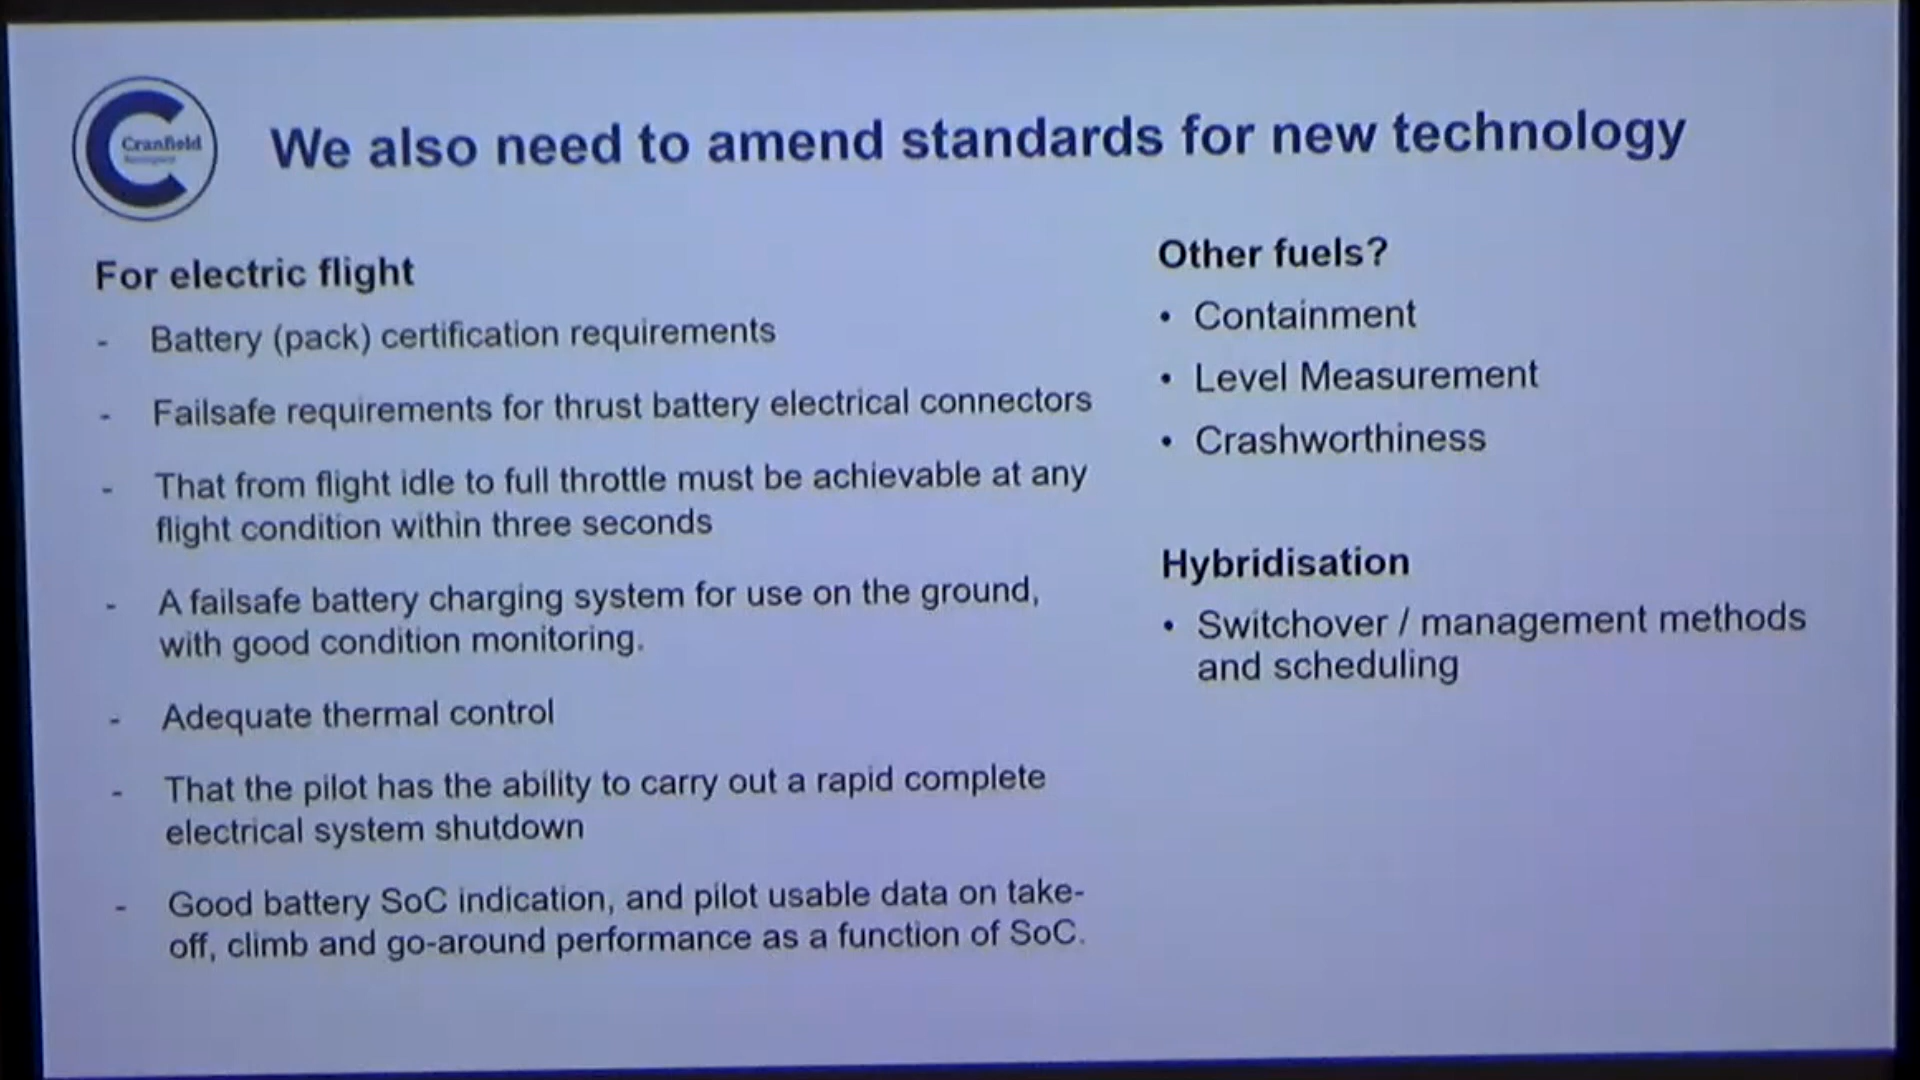 Cranfield
We also need to amend standards for new technology
For electric flight
- Battery (pack) certification requirements
- Failsafe requirements for thrust battery electrical connectors
- That from flight idle to full throttle must be achievable at any
flight condition within three seconds
- A failsafe battery charging system for use on the ground,
with good condition monitoring.
- Adequate thermal control
- That the pilot has the ability to carry out a rapid complete
electrical system shutdown
- Good battery SoC indication, and pilot usable data on take-
off, climb and go-around performance as a function of SoC.
Other fuels?
• Containment
• Level Measurement
• Crashworthiness
Hybridisation
• Switchover / management methods
and scheduling